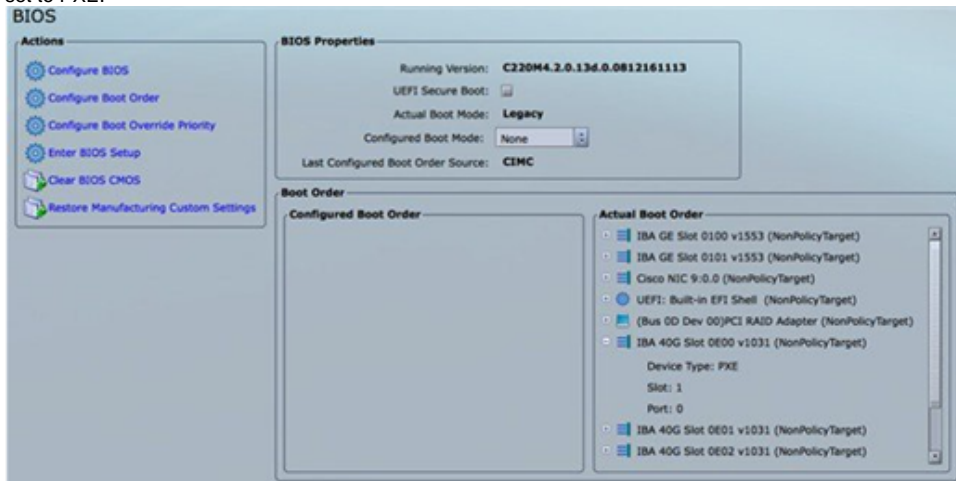 BIOS
Actions
Configure BIOS
Configure Boot Order
Configure Boot Override Priority
Enter BIOS Setup
Clear BIOS CMOS
Restore Manufacturing Custom Settings
BIOS Properties
Running Version: C220M4.2.0.13d.0.0812161113
UEFI Secure Boot:
Actual Boot Mode: Legacy
Configured Boot Mode: None
Last Configured Boot Order Source: CIMC
Boot Order
Configured Boot Order
Actual Boot Order
IBA GE Slot 0100 v1553 (NonPolicyTarget)
IBA GE Slot 0101 v1553 (NonPolicyTarget)
Cisco NIC 9:0.0 (NonPolicyTarget)
UEFI: Built-in EFI Shell (NonPolicyTarget)
(Bus 0D Dev 00)PCI RAID Adapter (NonPolicyTarget)
IBA 40G Slot 0E00 v1031 (NonPolicyTarget)
Device Type: PXE
Slot: 1
Port: 0
IBA 40G Slot 0E01 v1031 (NonPolicyTarget)
IBA 40G Slot 0E02 v1031 (NonPolicyTarget)